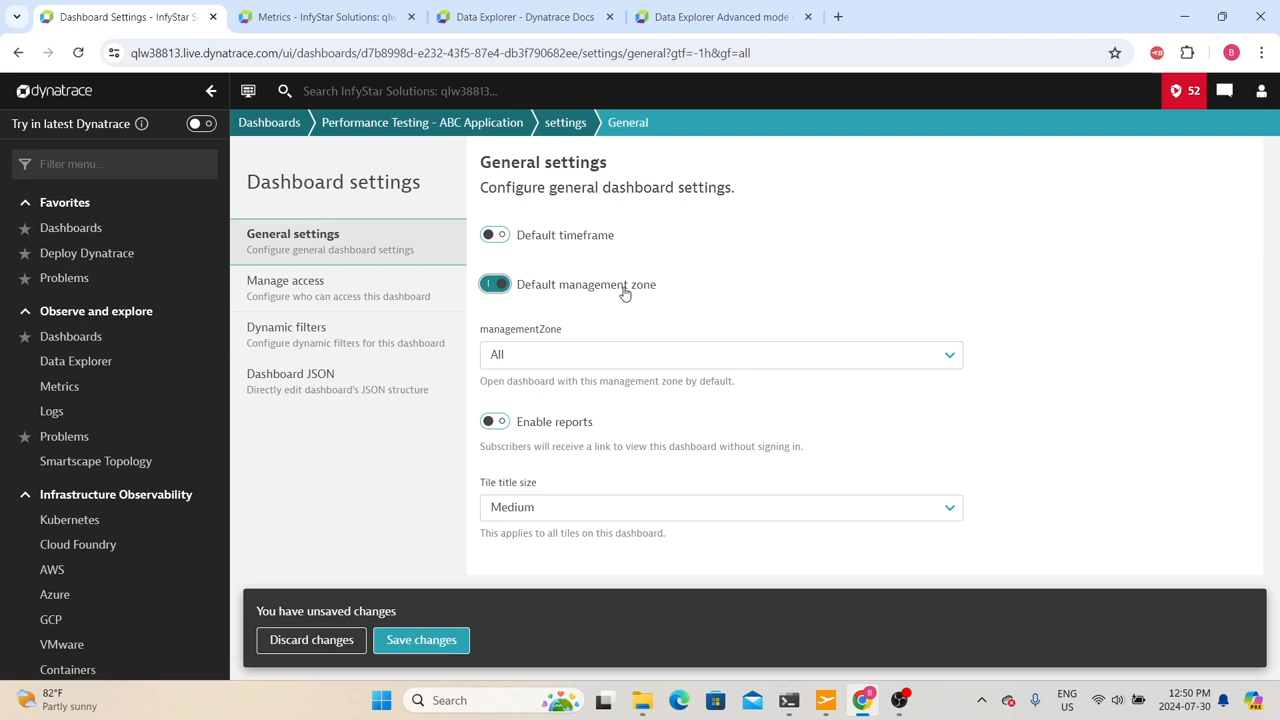 Dashboard Settings - InfyStar S
Metrics - InfyStar Solutions: qlw
Data Explorer - Dynatrace Docs
Data Explorer Advanced mode
qlw38813.live.dynatrace.com/ui/dashboards/d7b8998d-e232-43f5-87e4-db3f790682ee/settings/general?gtf=-1h&gf=all
B
dynatrace
Search InfyStar Solutions: qlw38813...
52
Try in latest Dynatrace
Dashboards
Performance Testing - ABC Application
settings
General
Filter menu...
Favorites
Dashboards
Deploy Dynatrace
Problems
Observe and explore
Dashboards
Data Explorer
Metrics
Logs
Problems
Smartscape Topology
Infrastructure Observability
Kubernetes
Cloud Foundry
AWS
Azure
GCP
VMware
Containers
Dashboard settings
General settings
Configure general dashboard settings
Manage access
Configure who can access this dashboard
Dynamic filters
Configure dynamic filters for this dashboard
Dashboard JSON
Directly edit dashboard's JSON structure
General settings
Configure general dashboard settings.
Default timeframe
Default management zone
managementZone
All
Open dashboard with this management zone by default.
Enable reports
Subscribers will receive a link to view this dashboard without signing in.
Tile title size
Medium
This applies to all tiles on this dashboard.
You have unsaved changes
Discard changes
Save changes
82°F
Partly sunny
Search
ENG
US
12:50 PM
2024-07-30
PRE